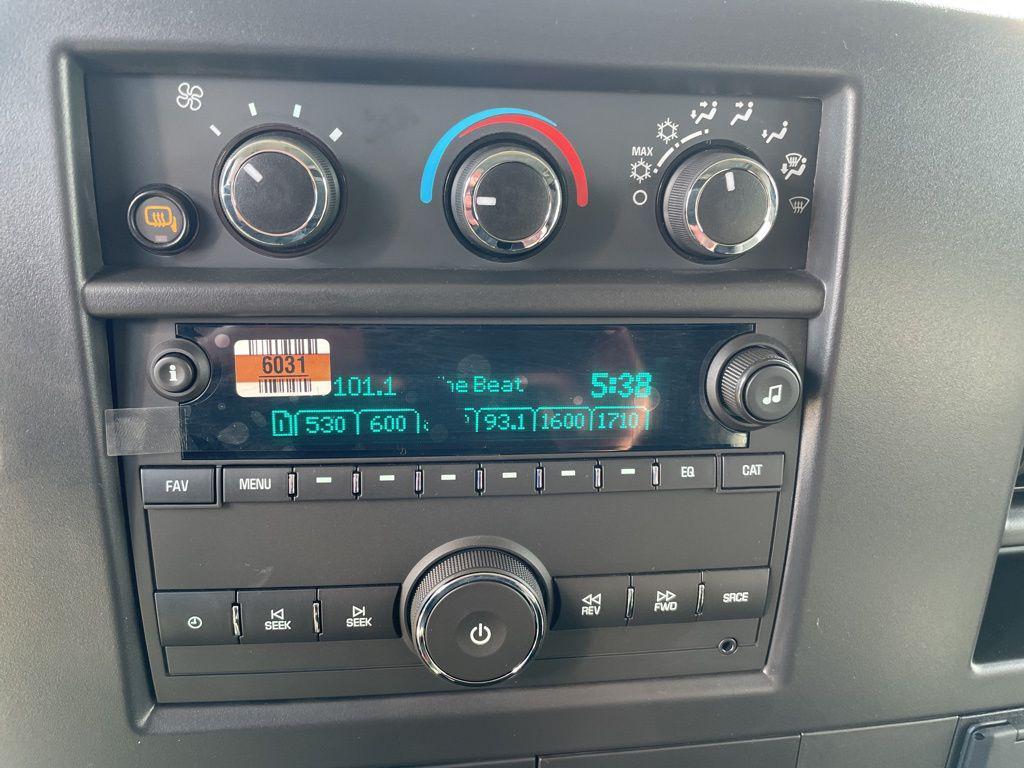 MAX
i
6031
101.1 he Beat 5:38
1 530 600 93.1 1600 1710
FAV MENU EQ CAT
SEEK SEEK REV FWD SRCE